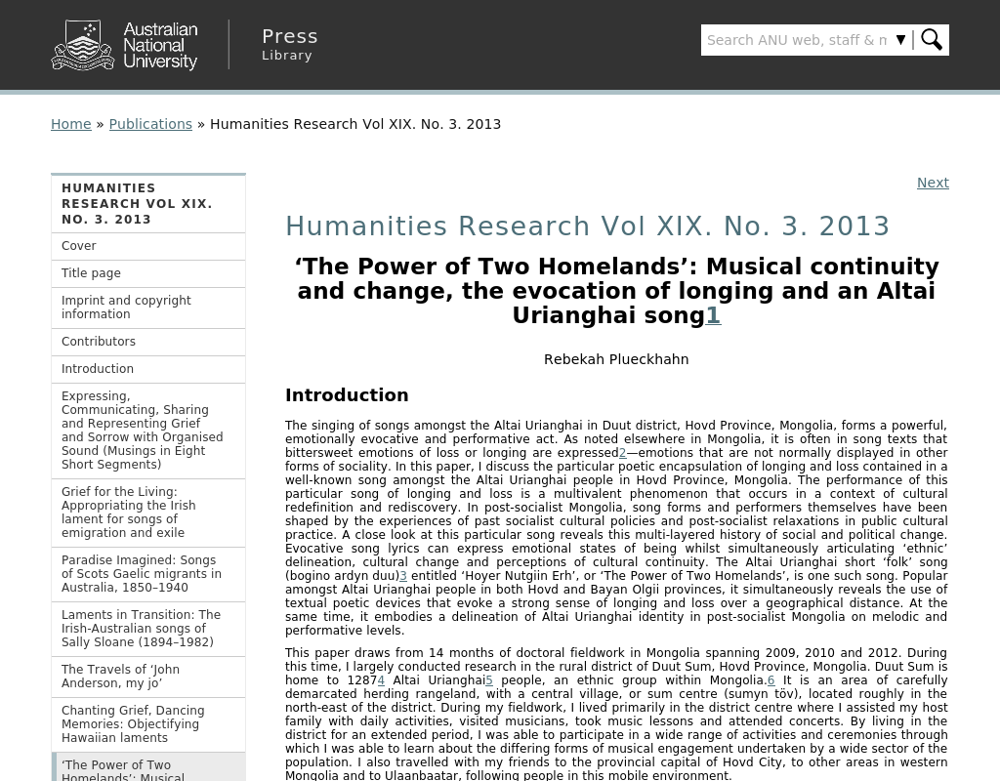 Australian
National
University
Press
Library
Search ANU web, staff & m
Home » Publications » Humanities Research Vol XIX. No. 3. 2013
HUMANITIES
RESEARCH VOL XIX.
NO. 3. 2013
Cover
Title page
Imprint and copyright
information
Contributors
Introduction
Expressing,
Communicating, Sharing
and Representing Grief
and Sorrow with Organised
Sound (Musings in Eight
Short Segments)
Grief for the Living:
Appropriating the Irish
lament for songs of
emigration and exile
Paradise Imagined: Songs
of Scots Gaelic migrants in
Australia, 1850–1940
Laments in Transition: The
Irish-Australian songs of
Sally Sloane (1894–1982)
The Travels of ‘John
Anderson, my jo’
Chanting Grief, Dancing
Memories: Objectifying
Hawaiian laments
‘The Power of Two
Homelands’: Musical
Next
Humanities Research Vol XIX. No. 3. 2013
‘The Power of Two Homelands’: Musical continuity
and change, the evocation of longing and an Altai
Urianghai song1
Rebekah Plueckhahn
Introduction
The singing of songs amongst the Altai Urianghai in Duut district, Hovd Province, Mongolia, forms a powerful,
emotionally evocative and performative act. As noted elsewhere in Mongolia, it is often in song texts that
bittersweet emotions of loss or longing are expressed2—emotions that are not normally displayed in other
forms of sociality. In this paper, I discuss the particular poetic encapsulation of longing and loss contained in a
well-known song amongst the Altai Urianghai people in Hovd Province, Mongolia. The performance of this
particular song of longing and loss is a multivalent phenomenon that occurs in a context of cultural
redefinition and rediscovery. In post-socialist Mongolia, song forms and performers themselves have been
shaped by the experiences of past socialist cultural policies and post-socialist relaxations in public cultural
practice. A close look at this particular song reveals this multi-layered history of social and political change.
Evocative song lyrics can express emotional states of being whilst simultaneously articulating ‘ethnic’
delineation, cultural change and perceptions of cultural continuity. The Altai Urianghai short ‘folk’ song
(bogino ardyn duu)3 entitled ‘Hoyer Nutgiin Erh’, or ‘The Power of Two Homelands’, is one such song. Popular
amongst Altai Urianghai people in both Hovd and Bayan Olgii provinces, it simultaneously reveals the use of
textual poetic devices that evoke a strong sense of longing and loss over a geographical distance. At the
same time, it embodies a delineation of Altai Urianghai identity in post-socialist Mongolia on melodic and
performative levels.
This paper draws from 14 months of doctoral fieldwork in Mongolia spanning 2009, 2010 and 2012. During
this time, I largely conducted research in the rural district of Duut Sum, Hovd Province, Mongolia. Duut Sum is
home to 12874 Altai Urianghai5 people, an ethnic group within Mongolia.6 It is an area of carefully
demarcated herding rangeland, with a central village, or sum centre (sumyn töv), located roughly in the
north-east of the district. During my fieldwork, I lived primarily in the district centre where I assisted my host
family with daily activities, visited musicians, took music lessons and attended concerts. By living in the
district for an extended period, I was able to participate in a wide range of activities and ceremonies through
which I was able to learn about the differing forms of musical engagement undertaken by a wide sector of the
population. I also travelled with my friends to the provincial capital of Hovd City, to other areas in western
Mongolia and to Ulaanbaatar, following people in this mobile environment.